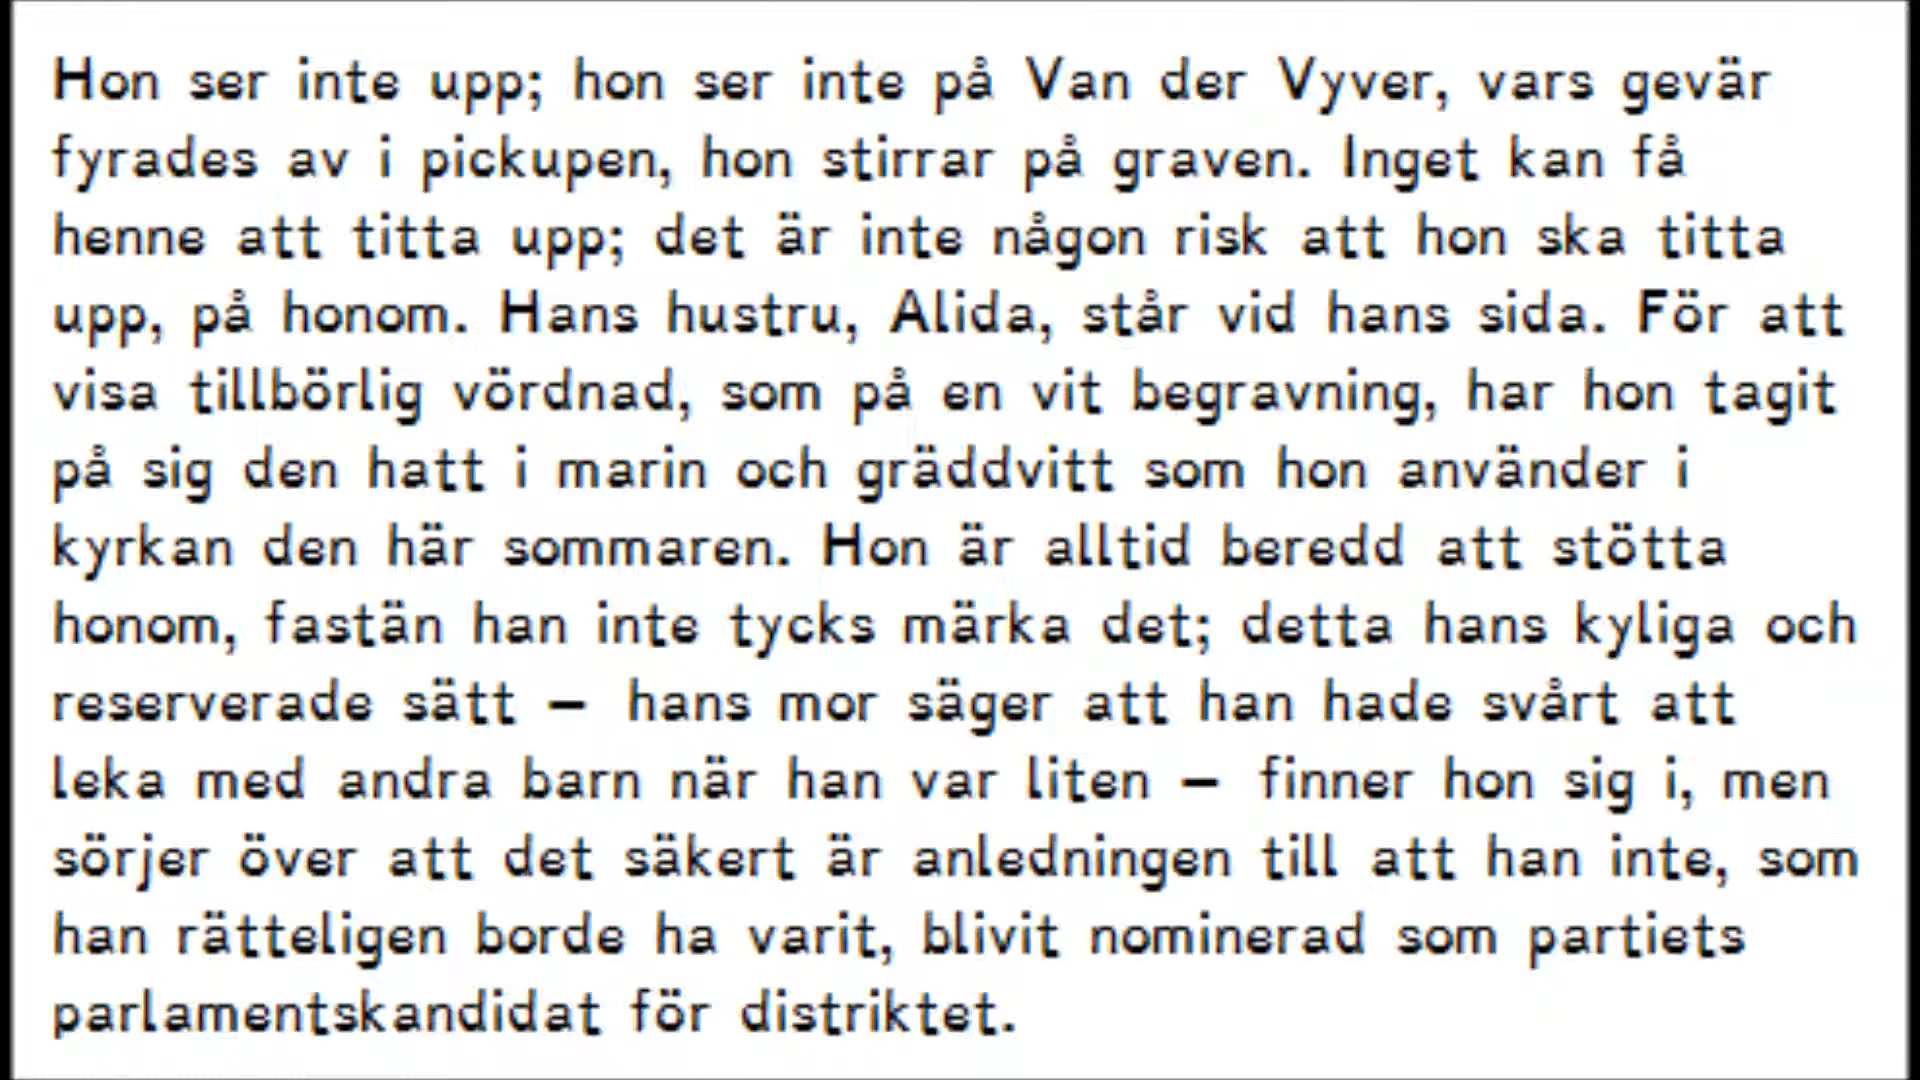 Hon ser inte upp; hon ser inte på Van der Vyver, vars gevär
fyrades av i pickupen, hon stirrar på graven. Inget kan få
henne att titta upp; det är inte någon risk att hon ska titta
upp, på honom. Hans hustru, Alida, står vid hans sida. För att
visa tillbörlig vördnad, som på en vit begravning, har hon tagit
på sig den hatt i marin och gräddvitt som hon använder i
kyrkan den här sommaren. Hon är alltid beredd att stötta
honom, fastän han inte tycks märka det; detta hans kyliga och
reserverade sätt – hans mor säger att han hade svårt att
leka med andra barn när han var liten – finner hon sig i, men
sörjer över att det säkert är anledningen till att han inte, som
han rätteligen borde ha varit, blivit nominerad som partiets
parlamentskandidat för distriktet.